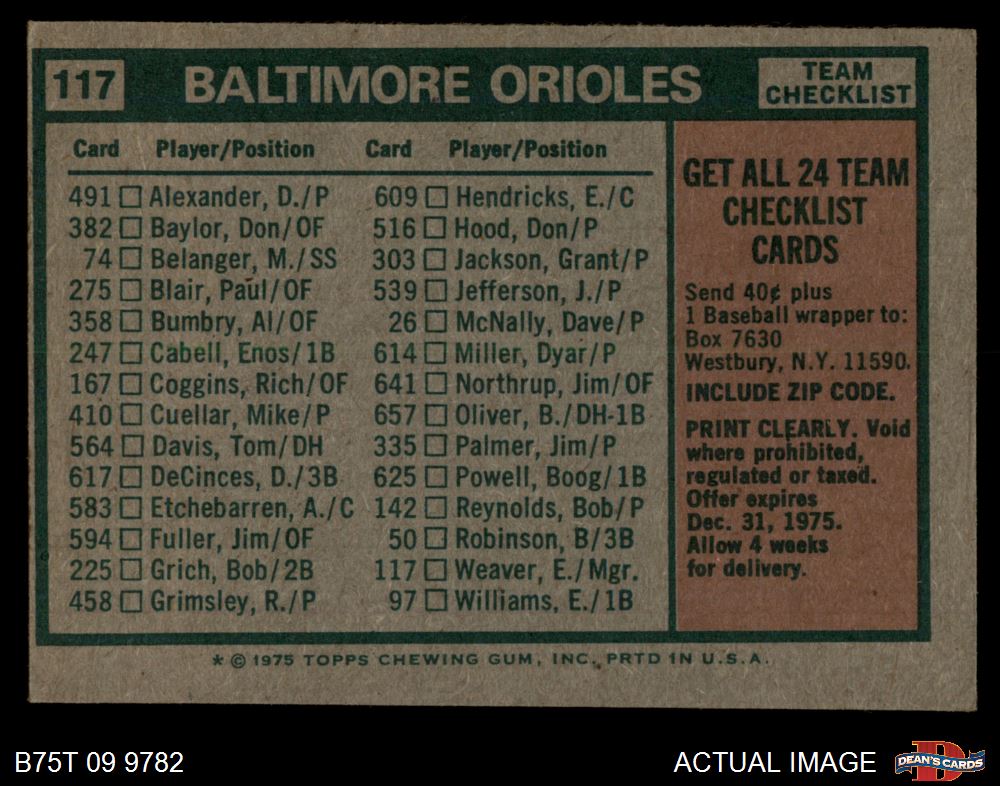 117 BALTIMORE ORIOLES TEAM CHECKLIST
Card Player/Position Card Player/Position
491 Alexander, D./P
382 Baylor, Don/OF
74 Belanger, M./SS
275 Blair, Paul/OF
358 Bumbry, Al/OF
247 Cabell, Enos/1B
167 Coggins, Rich/OF
410 Cuellar, Mike/P
564 Davis, Tom/DH
617 DeCinces, D./3B
583 Etchebarren, A./C
594 Fuller, Jim/OF
225 Grich, Bob/2B
458 Grimsley, R./P
609 Hendricks, E./C
516 Hood, Don/P
303 Jackson, Grant/P
539 Jefferson, J./P
26 McNally, Dave/P
614 Miller, Dyar/P
641 Northrup, Jim/OF
657 Oliver, B./DH-1B
335 Palmer, Jim/P
625 Powell, Boog/1B
142 Reynolds, Bob/P
50 Robinson, B/3B
117 Weaver, E./Mgr.
97 Williams, E./1B
GET ALL 24 TEAM
CHECKLIST
CARDS
Send 40¢ plus
1 Baseball wrapper to:
Box 7630
Westbury, N.Y. 11590.
INCLUDE ZIP CODE.
PRINT CLEARLY. Void
where prohibited,
regulated or taxed.
Offer expires
Dec. 31, 1975.
Allow 4 weeks
for delivery.
* © 1975 TOPPS CHEWING GUM, INC. PRTD IN U.S.A.
B75T 09 9782 ACTUAL IMAGE
DEAN'S CARDS